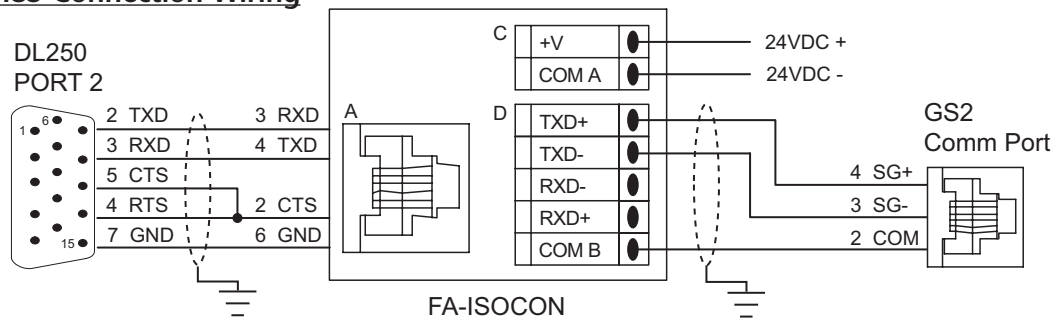 Connection Wiring
DL250
PORT 2
1
6
15
2 TXD
3 RXD
5 CTS
4 RTS
7 GND
3 RXD
4 TXD
2 CTS
6 GND
A
C
+V
COM A
24VDC +
24VDC -
D
TXD+
TXD-
RXD-
RXD+
COM B
GS2
Comm Port
4 SG+
3 SG-
2 COM
FA-ISOCON